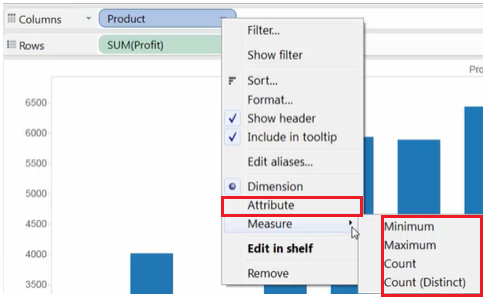 Columns
Product
Rows
SUM(Profit)
Filter...
Show filter
Sort...
Format...
Show header
Include in tooltip
Edit aliases...
Dimension
Attribute
Measure
Edit in shelf
Remove
Minimum
Maximum
Count
Count (Distinct)
Pro
6500
6000
5500
5000
4500
4000
3500